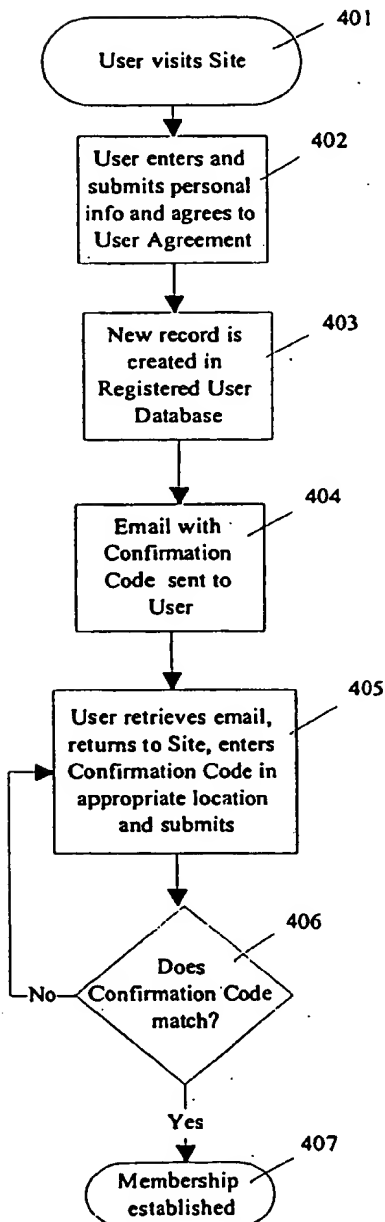 401
User visits Site
402
User enters and
submits personal
info and agrees to
User Agreement
403
New record is
created in
Registered User
Database
404
Email with
Confirmation
Code sent to
User
405
User retrieves email,
returns to Site, enters
Confirmation Code in
appropriate location
and submits
406
Does
Confirmation Code
match?
No
Yes
407
Membership
established